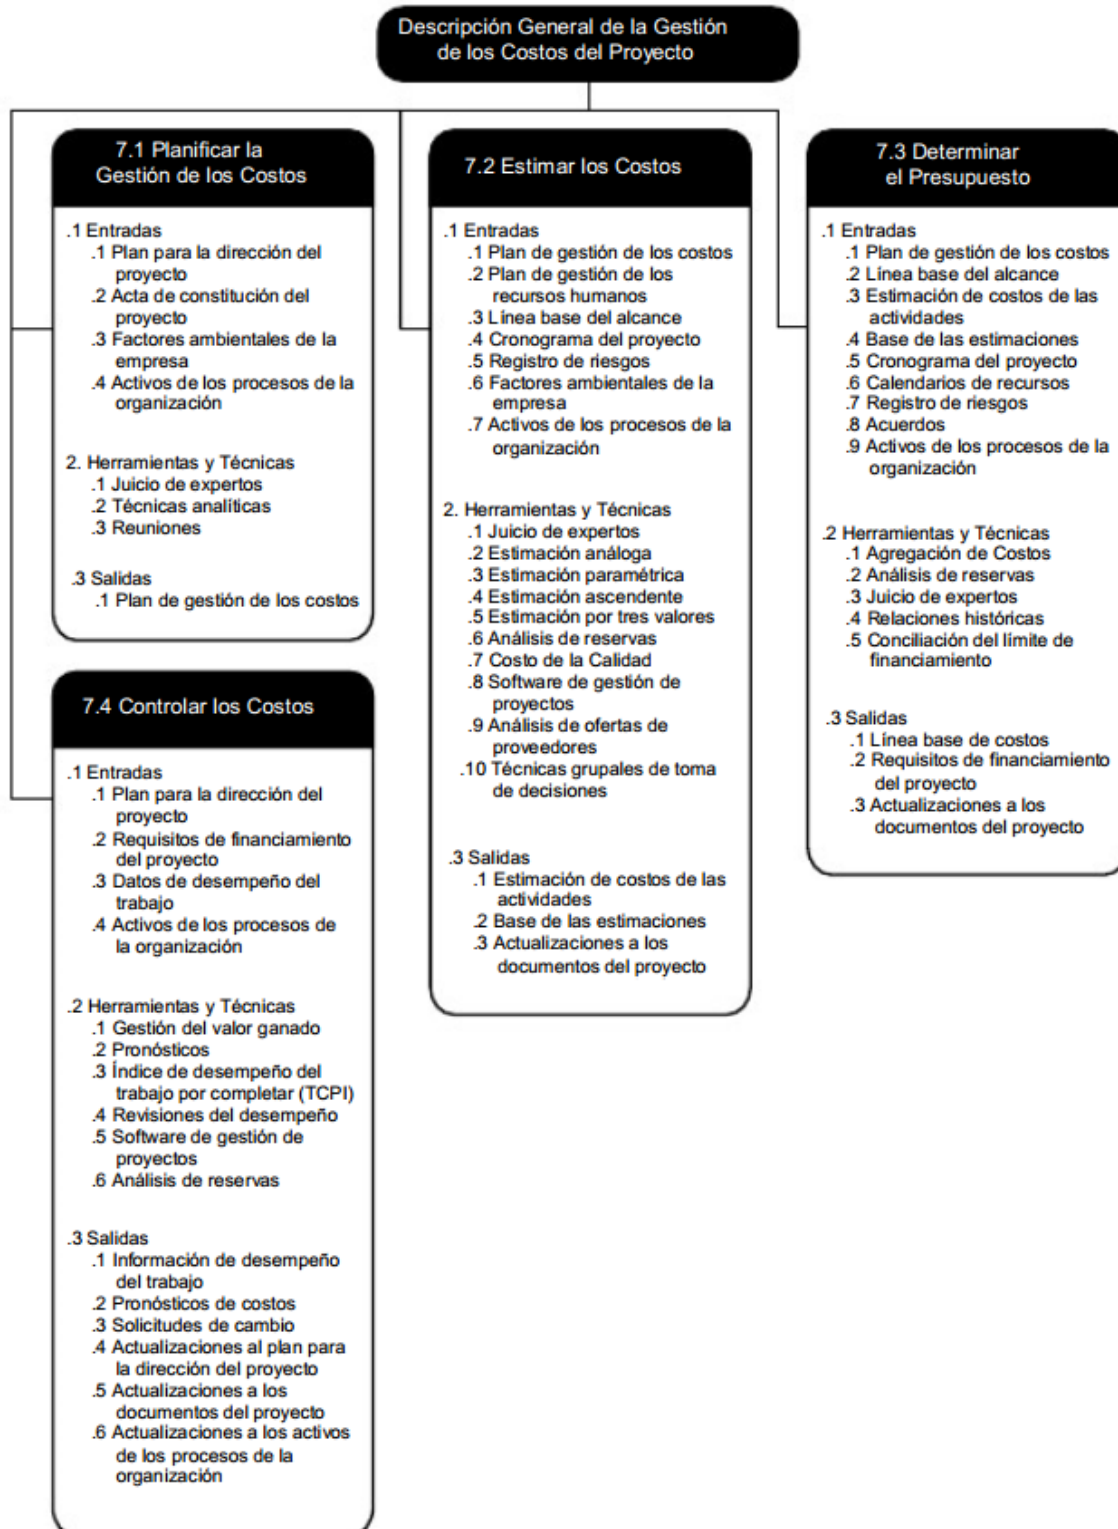 Descripción General de la Gestión
de los Costos del Proyecto
7.1 Planificar la
Gestión de los Costos
.1 Entradas
.1 Plan para la dirección del
proyecto
.2 Acta de constitución del
proyecto
.3 Factores ambientales de la
empresa
.4 Activos de los procesos de la
organización
2. Herramientas y Técnicas
.1 Juicio de expertos
.2 Técnicas analíticas
.3 Reuniones
.3 Salidas
.1 Plan de gestión de los costos
7.2 Estimar los Costos
.1 Entradas
.1 Plan de gestión de los costos
.2 Plan de gestión de los
recursos humanos
.3 Línea base del alcance
.4 Cronograma del proyecto
.5 Registro de riesgos
.6 Factores ambientales de la
empresa
.7 Activos de los procesos de la
organización
2. Herramientas y Técnicas
.1 Juicio de expertos
.2 Estimación análoga
.3 Estimación paramétrica
.4 Estimación ascendente
.5 Estimación por tres valores
.6 Análisis de reservas
.7 Costo de la Calidad
.8 Software de gestión de
proyectos
.9 Análisis de ofertas de
proveedores
.10 Técnicas grupales de toma
de decisiones
.3 Salidas
.1 Estimación de costos de las
actividades
.2 Base de las estimaciones
.3 Actualizaciones a los
documentos del proyecto
7.3 Determinar
el Presupuesto
.1 Entradas
.1 Plan de gestión de los costos
.2 Línea base del alcance
.3 Estimación de costos de las
actividades
.4 Base de las estimaciones
.5 Cronograma del proyecto
.6 Calendarios de recursos
.7 Registro de riesgos
.8 Acuerdos
.9 Activos de los procesos de la
organización
.2 Herramientas y Técnicas
.1 Agregación de Costos
.2 Análisis de reservas
.3 Juicio de expertos
.4 Relaciones históricas
.5 Conciliación del límite de
financiamiento
.3 Salidas
.1 Línea base de costos
.2 Requisitos de financiamiento
del proyecto
.3 Actualizaciones a los
documentos del proyecto
7.4 Controlar los Costos
.1 Entradas
.1 Plan para la dirección del
proyecto
.2 Requisitos de financiamiento
del proyecto
.3 Datos de desempeño del
trabajo
.4 Activos de los procesos de
la organización
.2 Herramientas y Técnicas
.1 Gestión del valor ganado
.2 Pronósticos
.3 Índice de desempeño del
trabajo por completar (TCPI)
.4 Revisiones del desempeño
.5 Software de gestión de
proyectos
.6 Análisis de reservas
.3 Salidas
.1 Información de desempeño
del trabajo
.2 Pronósticos de costos
.3 Solicitudes de cambio
.4 Actualizaciones al plan para
la dirección del proyecto
.5 Actualizaciones a los
documentos del proyecto
.6 Actualizaciones a los activos
de los procesos de la
organización